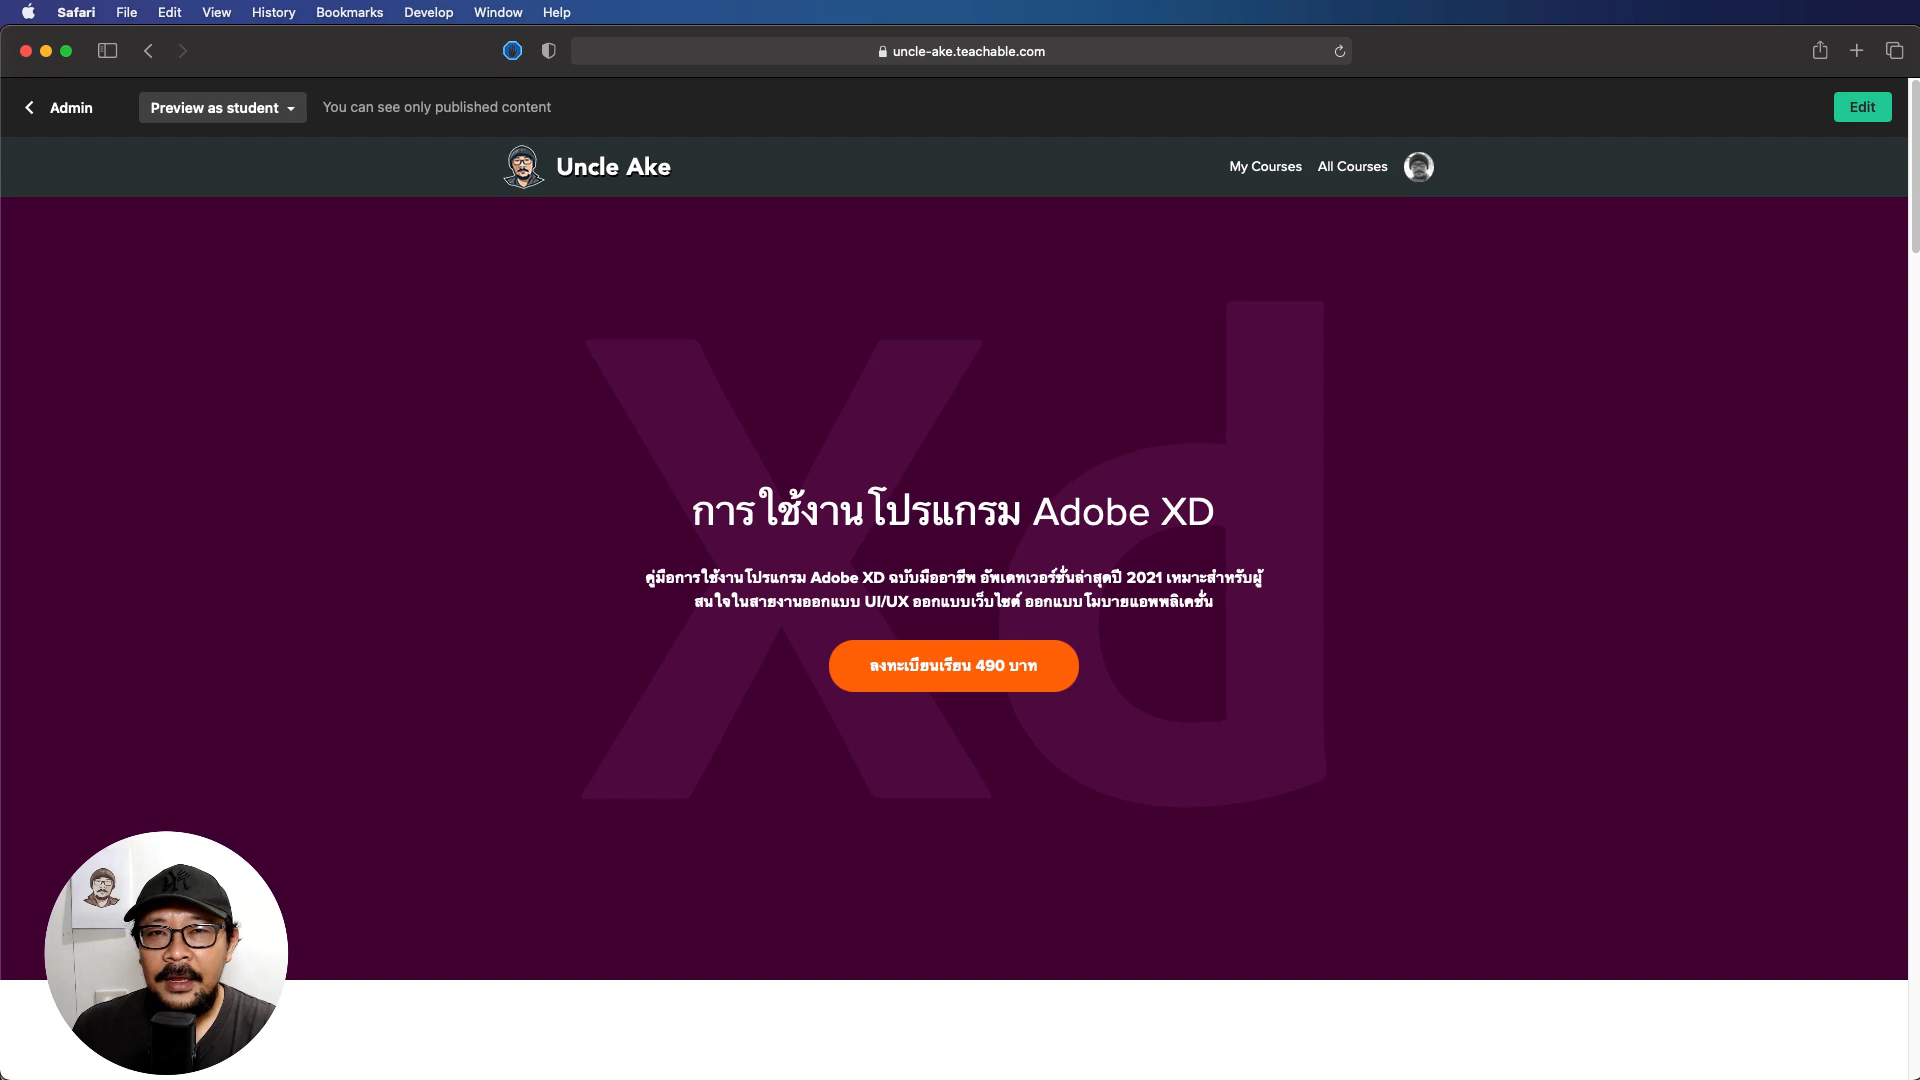 Safari File Edit View History Bookmarks Develop Window Help
uncle-ake.teachable.com
Admin Preview as student You can see only published content Edit
Uncle Ake My Courses All Courses
Xd
การใช้งานโปรแกรม Adobe XD
คู่มือการใช้งานโปรแกรม Adobe XD ฉบับมืออาชีพ อัพเดทเวอร์ชั่นล่าสุดปี 2021 เหมาะสำหรับผู้
สนใจในสายงานออกแบบ UI/UX ออกแบบเว็บไซต์ ออกแบบโมบายแอพพลิเคชั่น
ลงทะเบียนเรียน 490 บาท